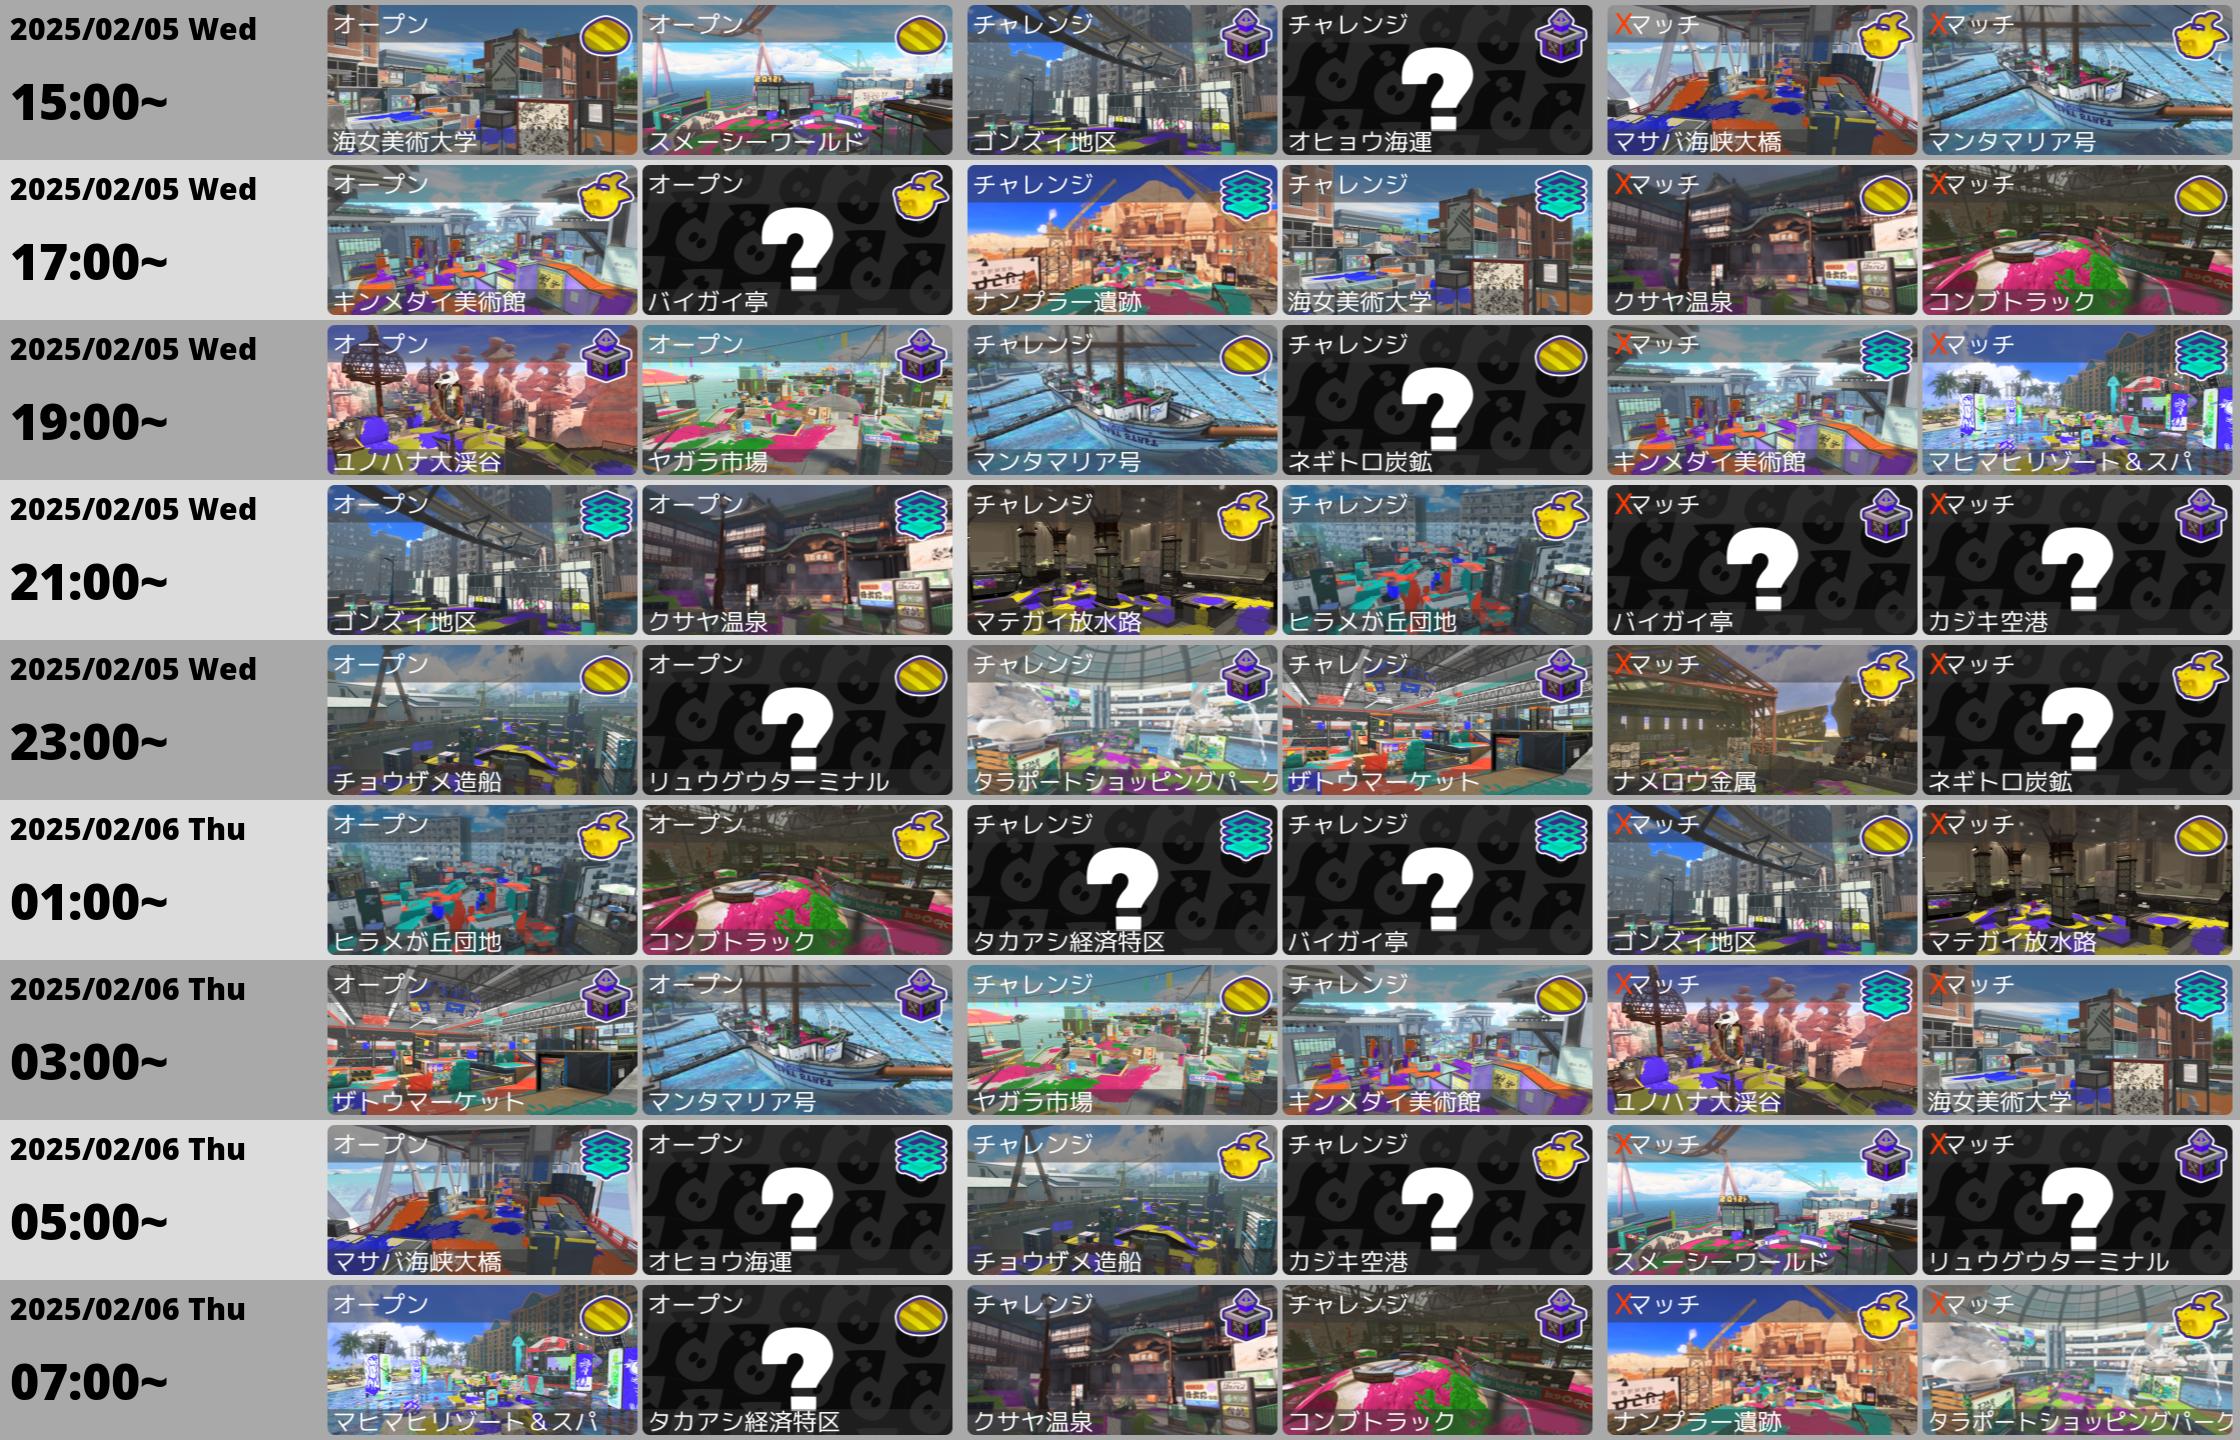 2025/02/05 Wed
15:00~
オープン
海女美術大学
オープン
スメーシーワールド
チャレンジ
ゴンズイ地区
チャレンジ
オヒョウ海運
Xマッチ
マサバ海峡大橋
Xマッチ
マンタマリア号
2025/02/05 Wed
17:00~
オープン
キンメダイ美術館
オープン
バイガイ亭
チャレンジ
ナンプラー遺跡
チャレンジ
海女美術大学
Xマッチ
クサヤ温泉
Xマッチ
コンブトラック
2025/02/05 Wed
19:00~
オープン
ユノハナ大渓谷
オープン
ヤガラ市場
チャレンジ
マンタマリア号
チャレンジ
ネギトロ炭鉱
Xマッチ
キンメダイ美術館
Xマッチ
マヒマヒリゾート＆スパ
2025/02/05 Wed
21:00~
オープン
ゴンズイ地区
オープン
クサヤ温泉
チャレンジ
マテガイ放水路
チャレンジ
ヒラメが丘団地
Xマッチ
バイガイ亭
Xマッチ
カジキ空港
2025/02/05 Wed
23:00~
オープン
チョウザメ造船
オープン
リュウグウターミナル
チャレンジ
タラポートショッピングパーク
チャレンジ
ザトウマーケット
Xマッチ
ナメロウ金属
Xマッチ
ネギトロ炭鉱
2025/02/06 Thu
01:00~
オープン
ヒラメが丘団地
オープン
コンブトラック
チャレンジ
タカアシ経済特区
チャレンジ
バイガイ亭
Xマッチ
ゴンズイ地区
Xマッチ
マテガイ放水路
2025/02/06 Thu
03:00~
オープン
ザトウマーケット
オープン
マンタマリア号
チャレンジ
ヤガラ市場
チャレンジ
キンメダイ美術館
Xマッチ
ユノハナ大渓谷
Xマッチ
海女美術大学
2025/02/06 Thu
05:00~
オープン
マサバ海峡大橋
オープン
オヒョウ海運
チャレンジ
チョウザメ造船
チャレンジ
カジキ空港
Xマッチ
スメーシーワールド
Xマッチ
リュウグウターミナル
2025/02/06 Thu
07:00~
オープン
マヒマヒリゾート＆スパ
オープン
タカアシ経済特区
チャレンジ
クサヤ温泉
チャレンジ
コンブトラック
Xマッチ
ナンプラー遺跡
Xマッチ
タラポートショッピングパーク